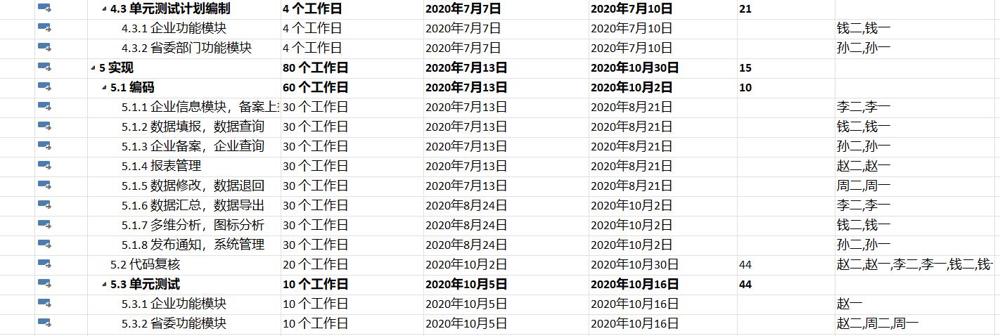 4.3 单元测试计划编制 4 个工作日 2020年7月7日 2020年7月10日 21
4.3.1 企业功能模块 4 个工作日 2020年7月7日 2020年7月10日 钱二,钱一
4.3.2 省委部门功能模块 4 个工作日 2020年7月7日 2020年7月10日 孙二,孙一
5 实现 80 个工作日 2020年7月13日 2020年10月30日 15
5.1 编码 60 个工作日 2020年7月13日 2020年10月2日 10
5.1.1 企业信息模块，备案上 30 个工作日 2020年7月13日 2020年8月21日 李二,李一
5.1.2 数据填报，数据查询 30 个工作日 2020年7月13日 2020年8月21日 钱二,钱一
5.1.3 企业备案，企业查询 30 个工作日 2020年7月13日 2020年8月21日 孙二,孙一
5.1.4 报表管理 30 个工作日 2020年7月13日 2020年8月21日 赵二,赵一
5.1.5 数据修改，数据退回 30 个工作日 2020年7月13日 2020年8月21日 周二,周一
5.1.6 数据汇总，数据导出 30 个工作日 2020年8月24日 2020年10月2日 李二,李一
5.1.7 多维分析，图标分析 30 个工作日 2020年8月24日 2020年10月2日 钱二,钱一
5.1.8 发布通知，系统管理 30 个工作日 2020年8月24日 2020年10月2日 孙二,孙一
5.2 代码复核 20 个工作日 2020年10月2日 2020年10月30日 44 赵二,赵一,李二,李一,钱二,钱
5.3 单元测试 10 个工作日 2020年10月5日 2020年10月16日 44
5.3.1 企业功能模块 10 个工作日 2020年10月5日 2020年10月16日 赵一
5.3.2 省委功能模块 10 个工作日 2020年10月5日 2020年10月16日 赵二,周二,周一